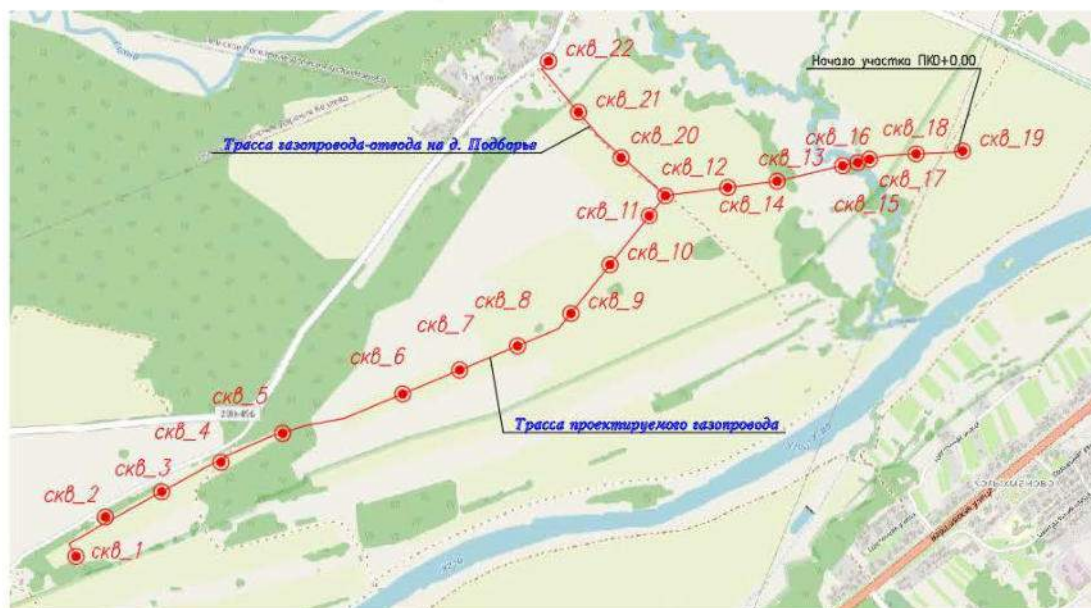 скв_22
Начало участка ПК0+0.00
скв_21
Трасса газопровода-отвода на д. Подборье
скв_20
скв_16
скв_18
скв_19
скв_12
скв_13
скв_17
скв_14
скв_15
скв_11
скв_10
скв_9
скв_8
скв_7
скв_6
скв_5
Трасса проектируемого газопровода
скв_4
скв_3
скв_2
скв_1